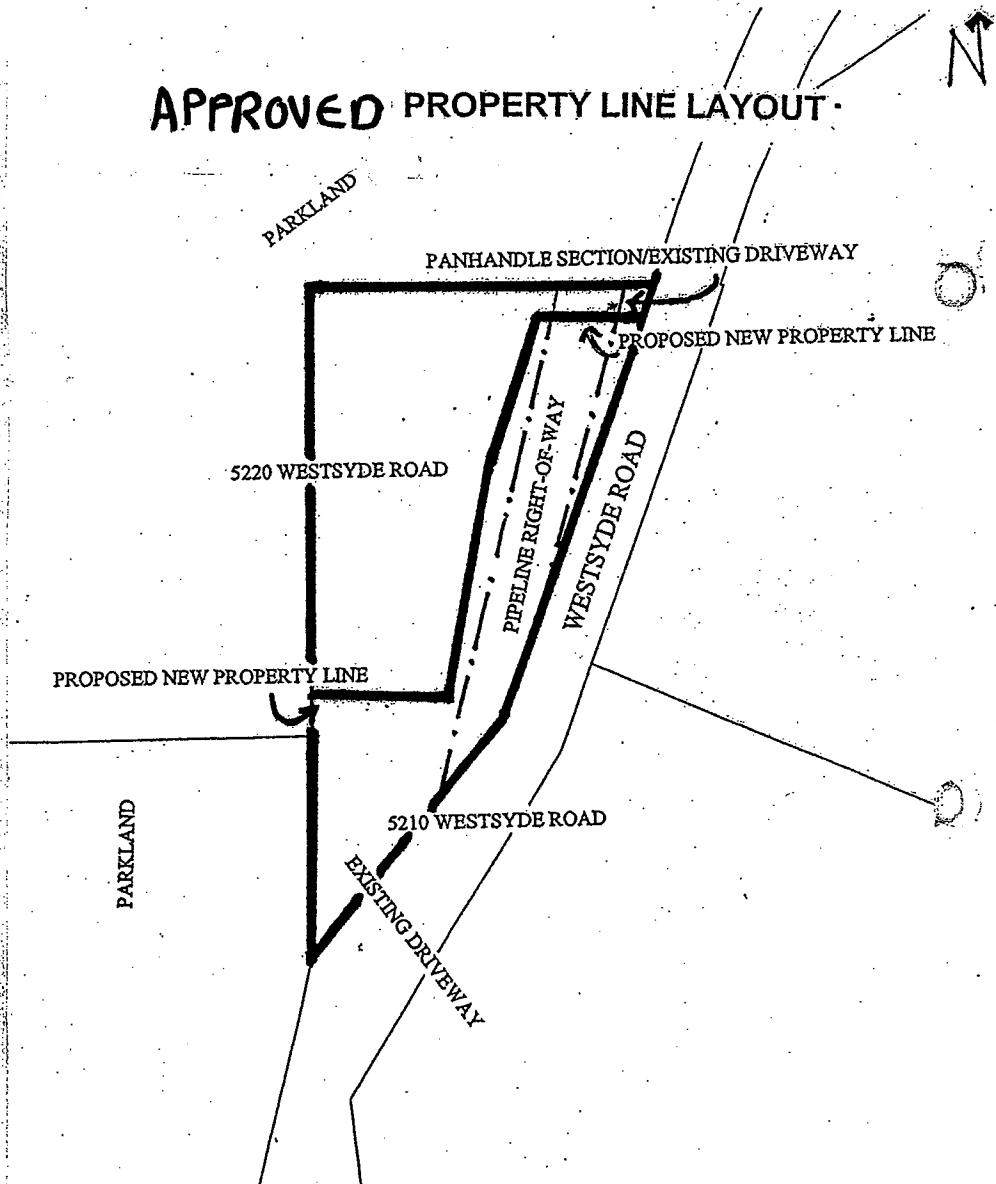 N
APPROVED PROPERTY LINE LAYOUT
PARKLAND
PANHANDLE SECTION/EXISTING DRIVEWAY
PROPOSED NEW PROPERTY LINE
5220 WESTSYDE ROAD
PIPELINE RIGHT-OF-WAY
WESTSYDE ROAD
PROPOSED NEW PROPERTY LINE
5210 WESTSYDE ROAD
PARKLAND
EXISTING DRIVEWAY